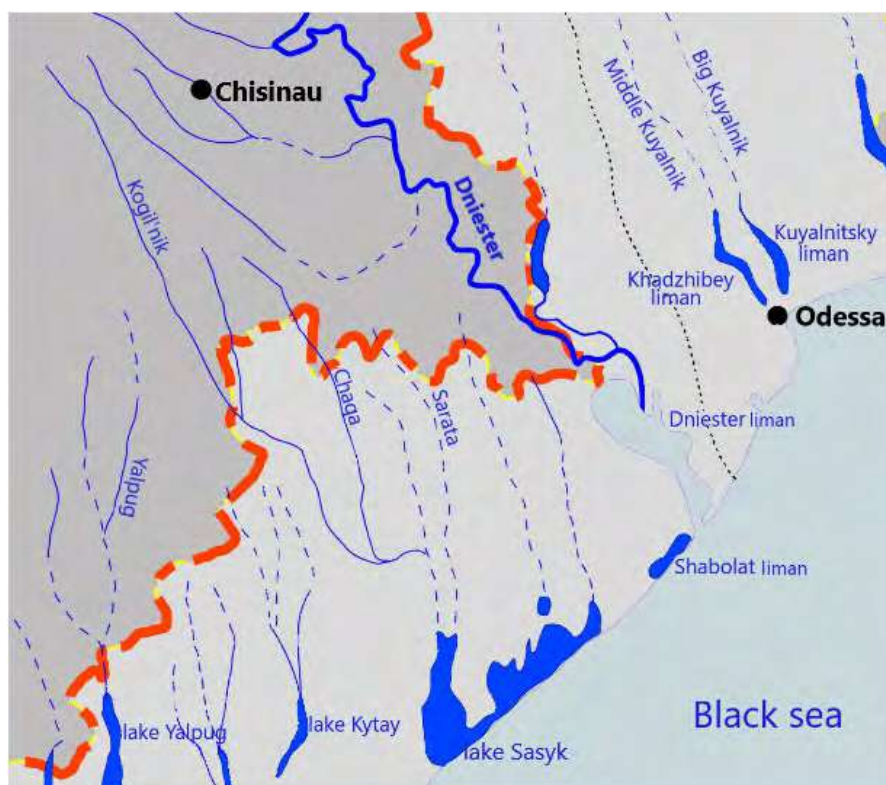 Chisinau
Kogil'nik
Dniester
Middle Kuyalnik
Big Kuyalnik
Kuyalnitsky
liman
Khadzhibey
liman
Odessa
Chaga
Sarata
Dniester liman
Yalpug
Shabolat liman
Black sea
lake Yalpug
lake Kytay
lake Sasyk